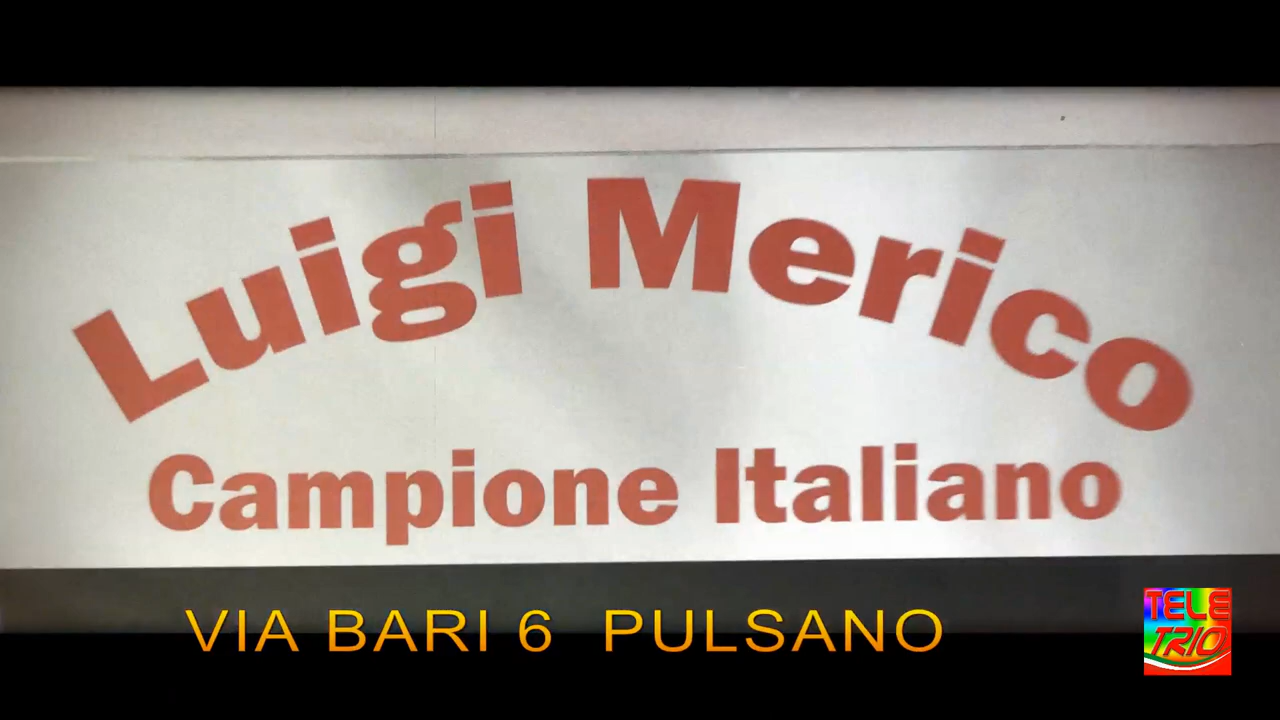 Luigi Merico
Campione Italiano
VIA BARI 6 PULSANO
TELE
TRIO